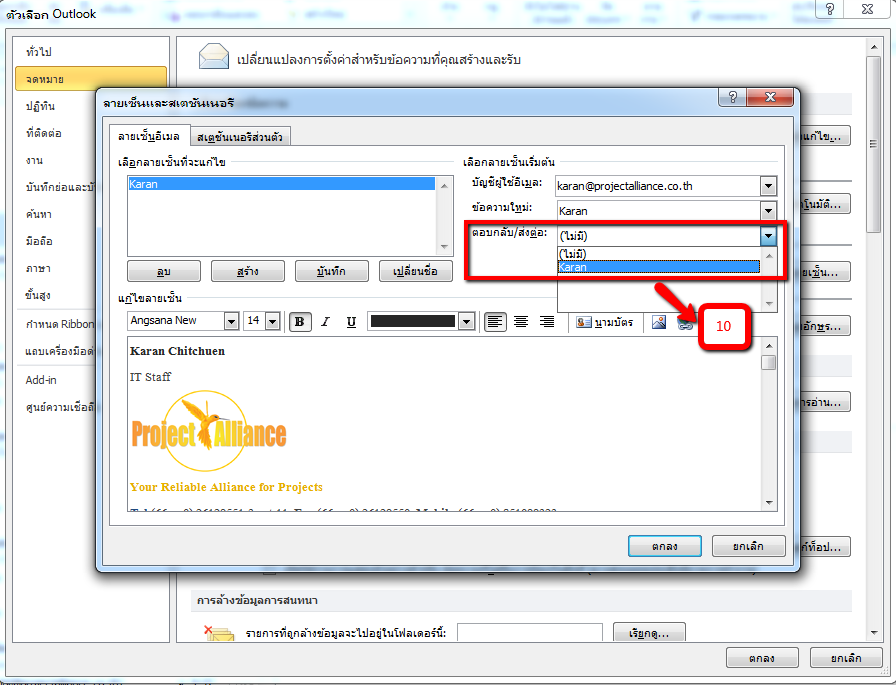 ตัวเลือก Outlook
ทั่วไป
จดหมาย
ปฏิทิน
ที่ติดต่อ
งาน
บันทึกย่อและบั
ค้นหา
มือถือ
ภาษา
ขั้นสูง
กำหนด Ribbon
แถบเครื่องมือด่
Add-in
ศูนย์ความเชื่อถื
เปลี่ยนแปลงการตั้งค่าสำหรับข้อความที่คุณสร้างและรับ
ลายเซ็นและสเตชันเนอรี
ลายเซ็นอีเมล
สเตชันเนอรีส่วนตัว
เลือกลายเซ็นที่จะแก้ไข
Karan
ลบ
สร้าง
บันทึก
เปลี่ยนชื่อ
เลือกลายเซ็นเริ่มต้น
บัญชีผู้ใช้อีเมล:
karan@projectalliance.co.th
ข้อความใหม่:
Karan
ตอบกลับ/ส่งต่อ:
(ไม่มี)
(ไม่มี)
Karan
10
แก้ไขลายเซ็น
Angsana New
14
B
I
U
นามบัตร
Karan Chitchuen
IT Staff
Project Alliance
Your Reliable Alliance for Projects
ตกลง
ยกเลิก
แก้ไข...
โนมัติ...
ยเซ็น...
อักษร...
ารอ่าน...
ก์ท็อป...
การล้างข้อมูลการสนทนา
รายการที่ถูกล้างข้อมูลจะไปอยู่ในโฟลเดอร์นี้:
เรียกดู...
ตกลง
ยกเลิก